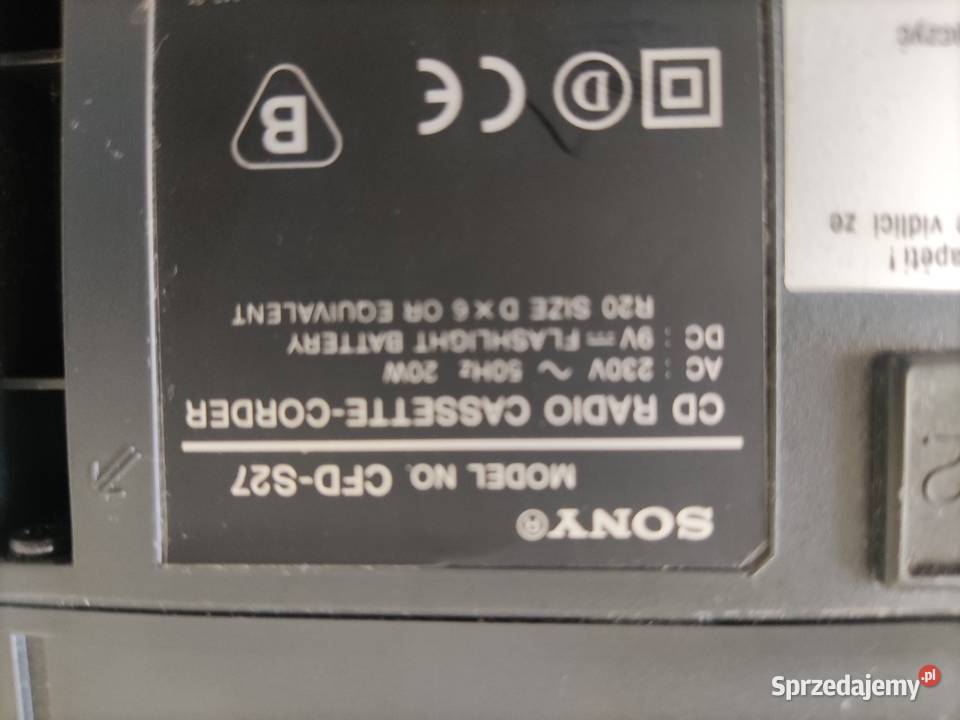 SONY®
MODEL NO. CFD-S27
CD RADIO CASSETTE-CORDER
AC : 230V ~ 50Hz 20W
DC : 9V ⎓ FLASHLIGHT BATTERY
R20 SIZE D × 6 OR EQUIVALENT
D CE
B
apětí !
vidlici ze
Sprzedajemy.pl